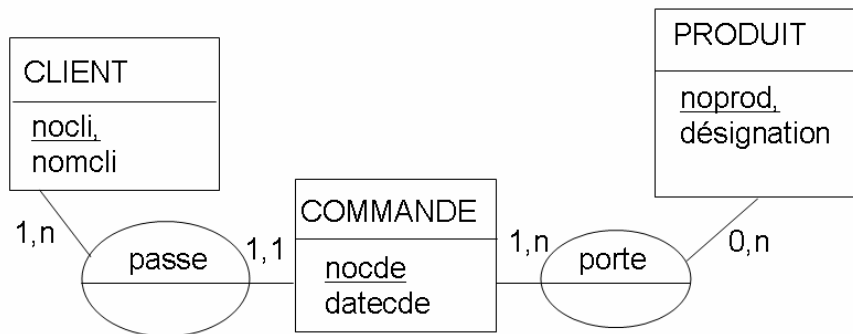 CLIENT
nocli,
nomcli
1,n
passe
1,1
COMMANDE
nocde
datecde
1,n
porte
0,n
PRODUIT
noprod,
désignation